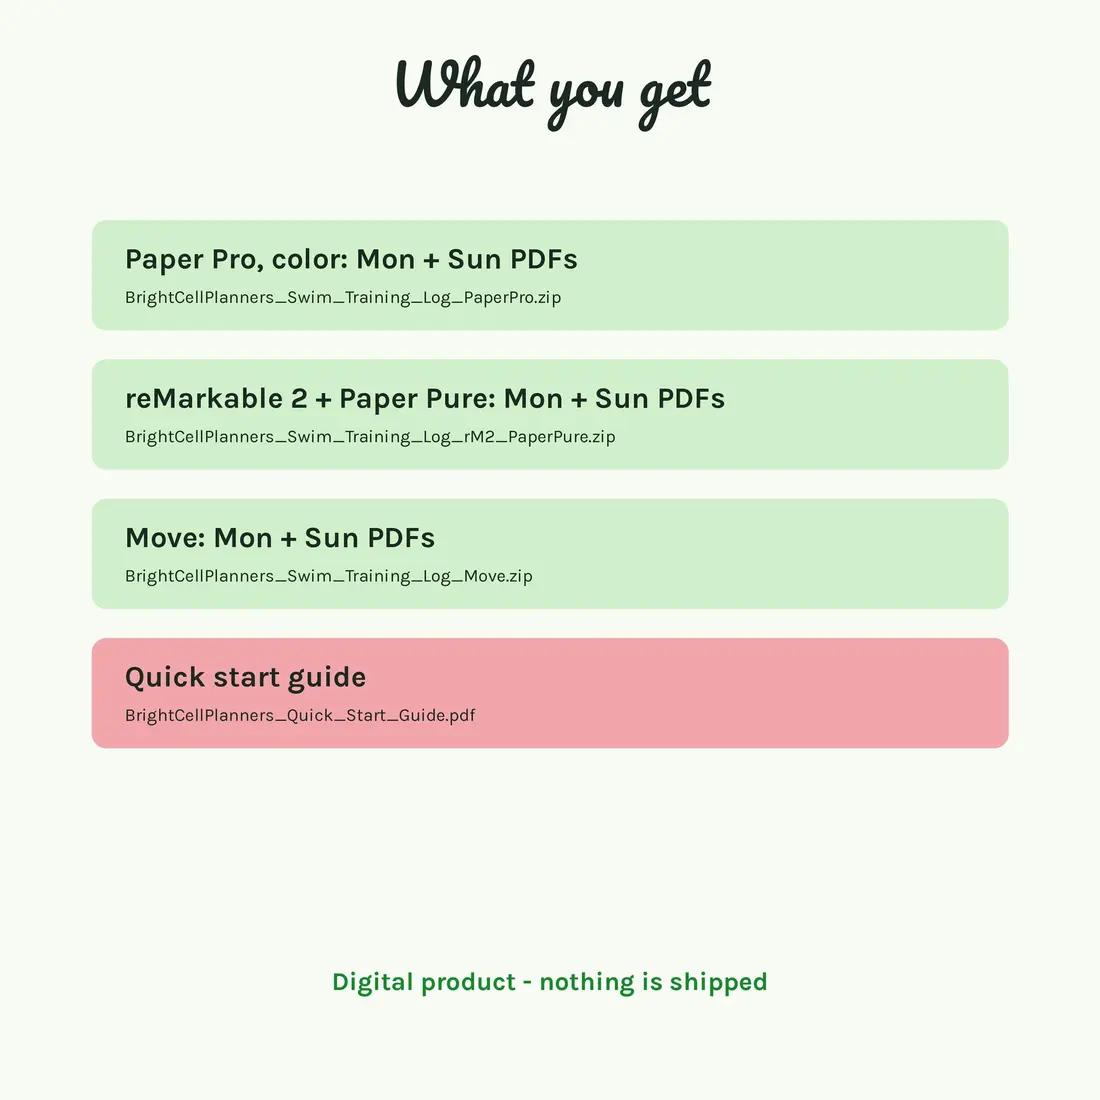 What you get
Paper Pro, color: Mon + Sun PDFs
BrightCellPlanners_Swim_Training_Log_PaperPro.zip
reMarkable 2 + Paper Pure: Mon + Sun PDFs
BrightCellPlanners_Swim_Training_Log_rM2_PaperPure.zip
Move: Mon + Sun PDFs
BrightCellPlanners_Swim_Training_Log_Move.zip
Quick start guide
BrightCellPlanners_Quick_Start_Guide.pdf
Digital product - nothing is shipped